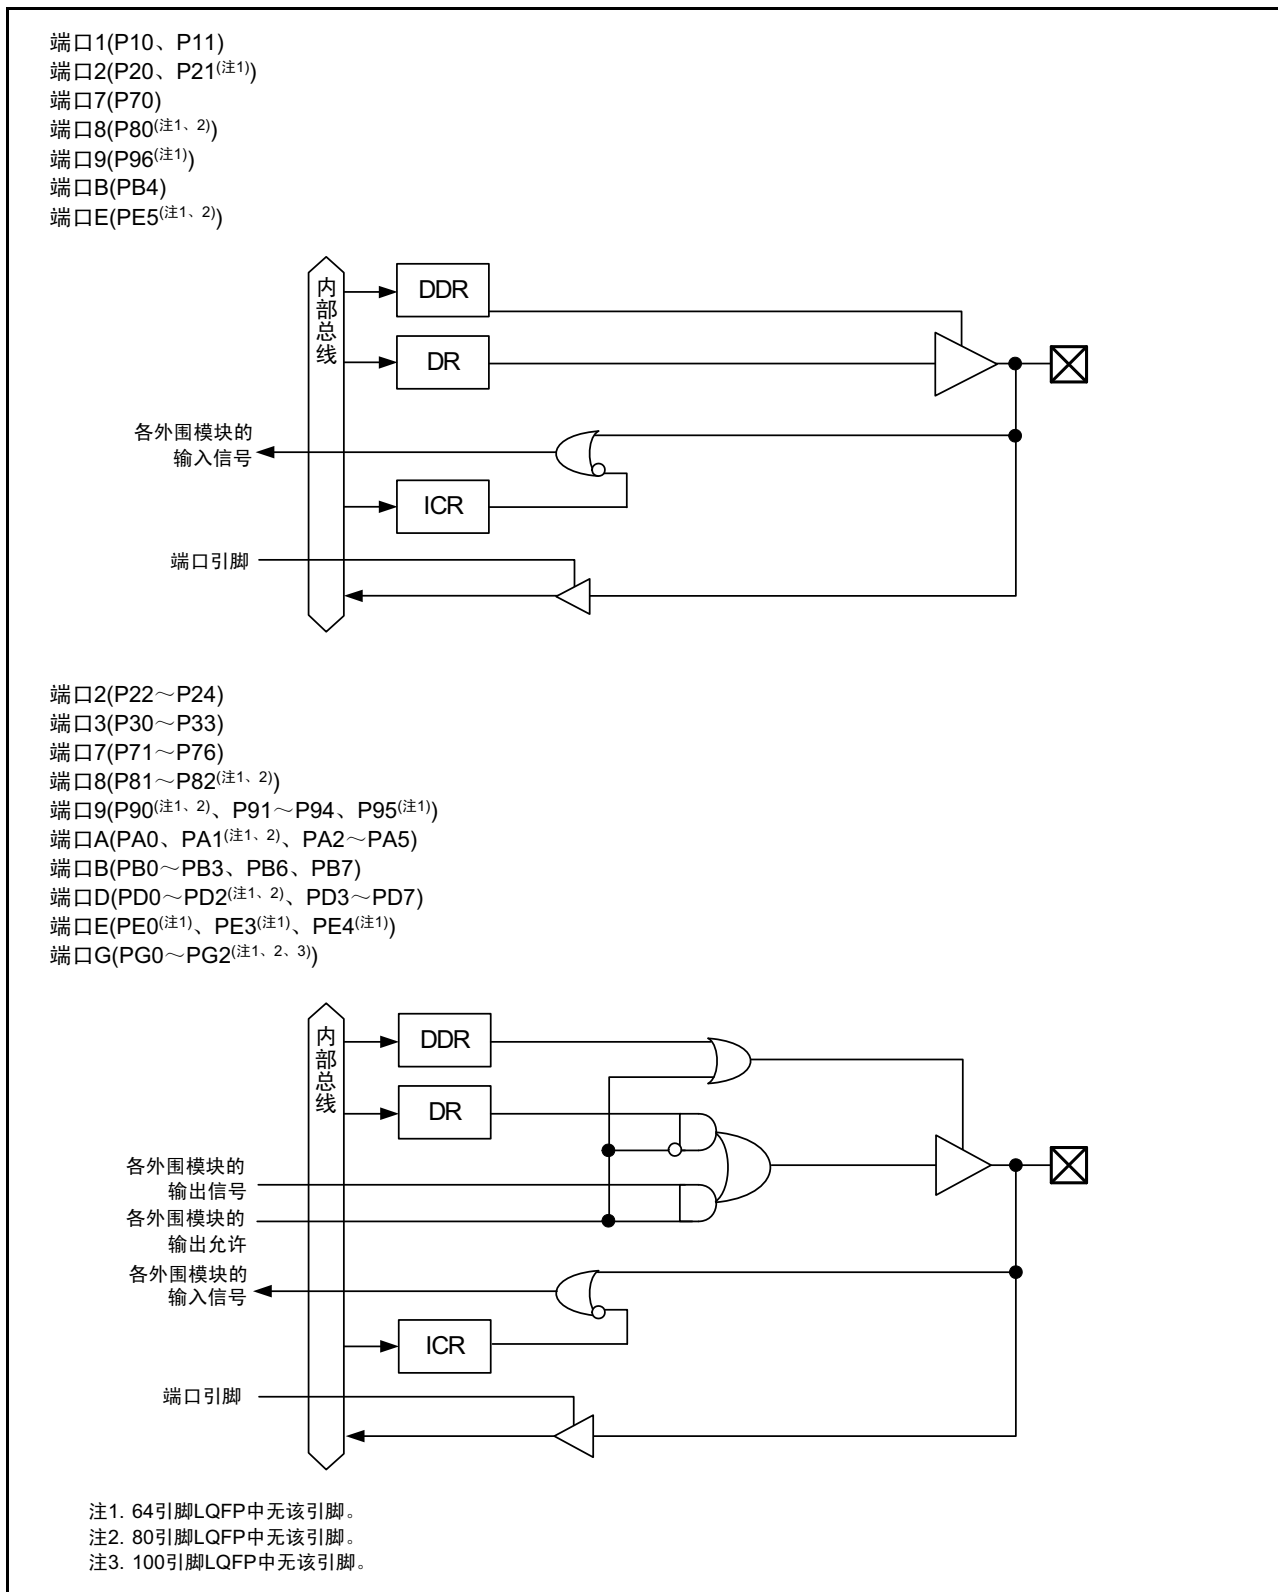 端口1(P10、P11)
端口2(P20、P21(注1))
端口7(P70)
端口8(P80(注1、2))
端口9(P96(注1))
端口B(PB4)
端口E(PE5(注1、2))
内部总线
DDR
DR
各外围模块的
输入信号
ICR
端口引脚
端口2(P22～P24)
端口3(P30～P33)
端口7(P71～P76)
端口8(P81～P82(注1、2))
端口9(P90(注1、2)、P91～P94、P95(注1))
端口A(PA0、PA1(注1、2)、PA2～PA5)
端口B(PB0～PB3、PB6、PB7)
端口D(PD0～PD2(注1、2)、PD3～PD7)
端口E(PE0(注1)、PE3(注1)、PE4(注1))
端口G(PG0～PG2(注1、2、3))
内部总线
DDR
DR
各外围模块的
输出信号
各外围模块的
输出允许
各外围模块的
输入信号
ICR
端口引脚
注1. 64引脚LQFP中无该引脚。
注2. 80引脚LQFP中无该引脚。
注3. 100引脚LQFP中无该引脚。